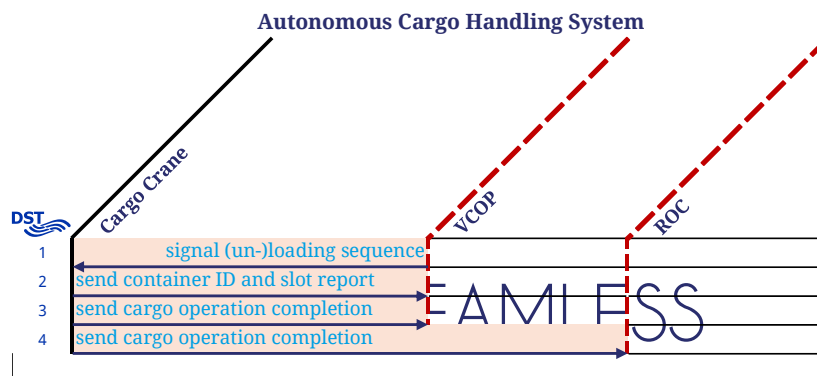 Autonomous Cargo Handling System
Cargo Crane
VCOP
ROC
DST
1 signal (un-)loading sequence
2 send container ID and slot report
3 send cargo operation completion
4 send cargo operation completion